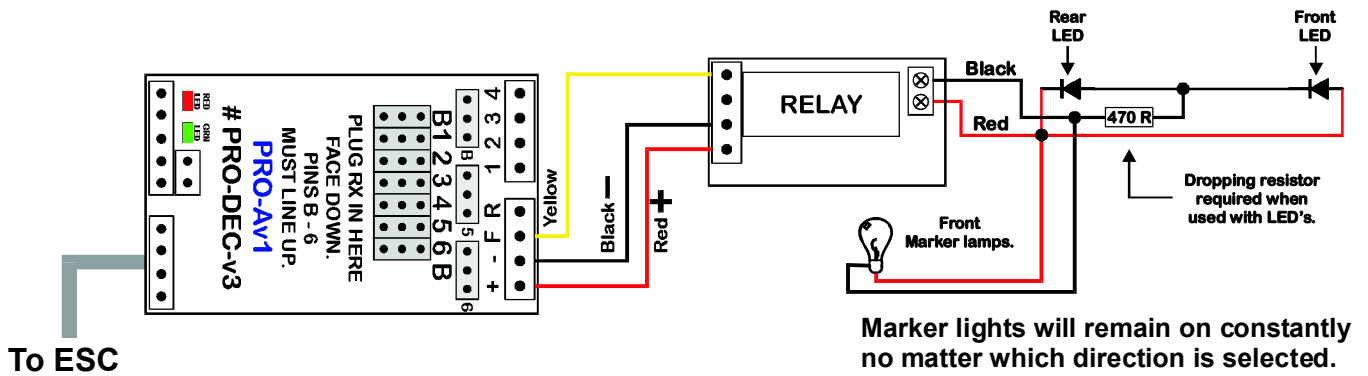 To ESC
RED
LED
GRN
LED
# PRO-DEC-v3
PRO-Av1
MUST LINE UP.
PINS B - 6
FACE DOWN.
PLUG RX IN HERE
B1 2 3 4 5 6 B
B
5
6
1 2 3 4
+ - F R
Yellow
Black —
Red +
RELAY
Black
Red
Rear
LED
Front
LED
470 R
Dropping resistor
required when
used with LED's.
Front
Marker lamps.
Marker lights will remain on constantly
no matter which direction is selected.